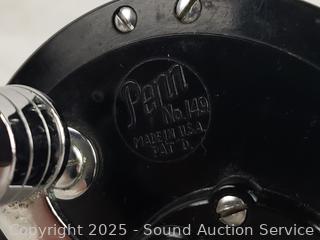 Penn
No. 149
MADE IN U.S.A.
PAT'D.
Copyright 2025 - Sound Auction Service